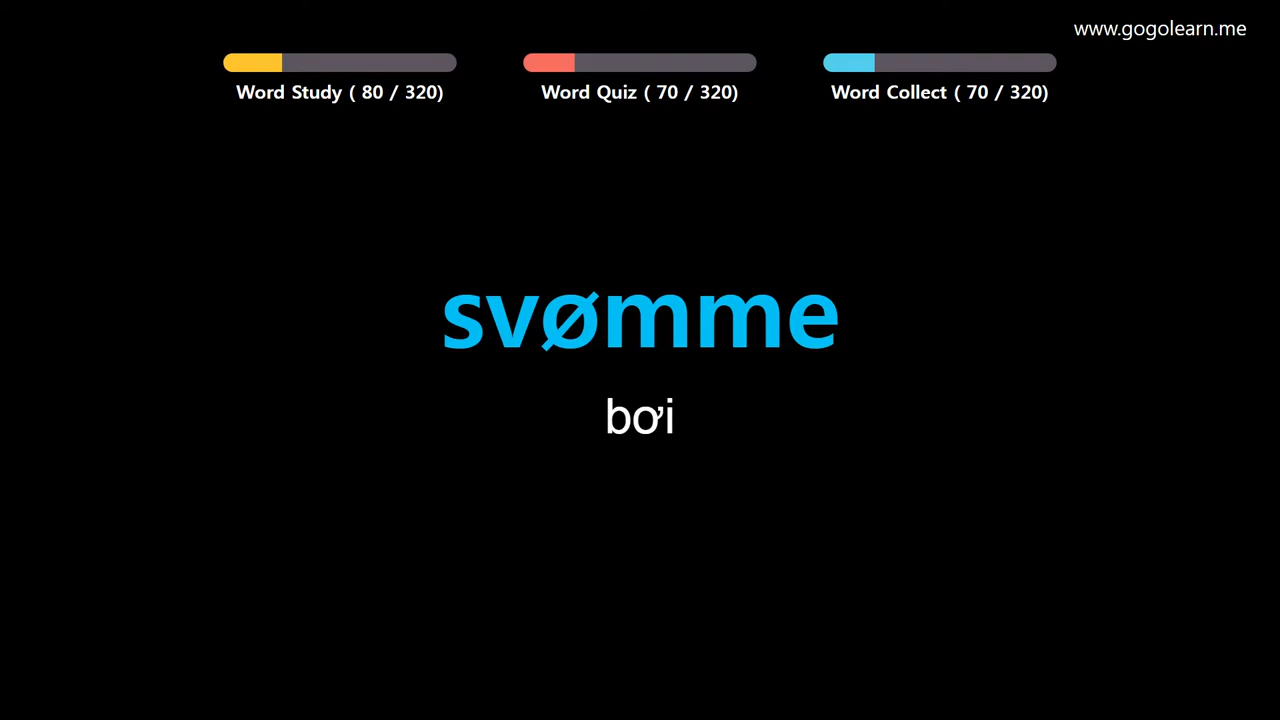 www.gogolearn.me
Word Study ( 80 / 320)
Word Quiz ( 70 / 320)
Word Collect ( 70 / 320)
svømme
bơi